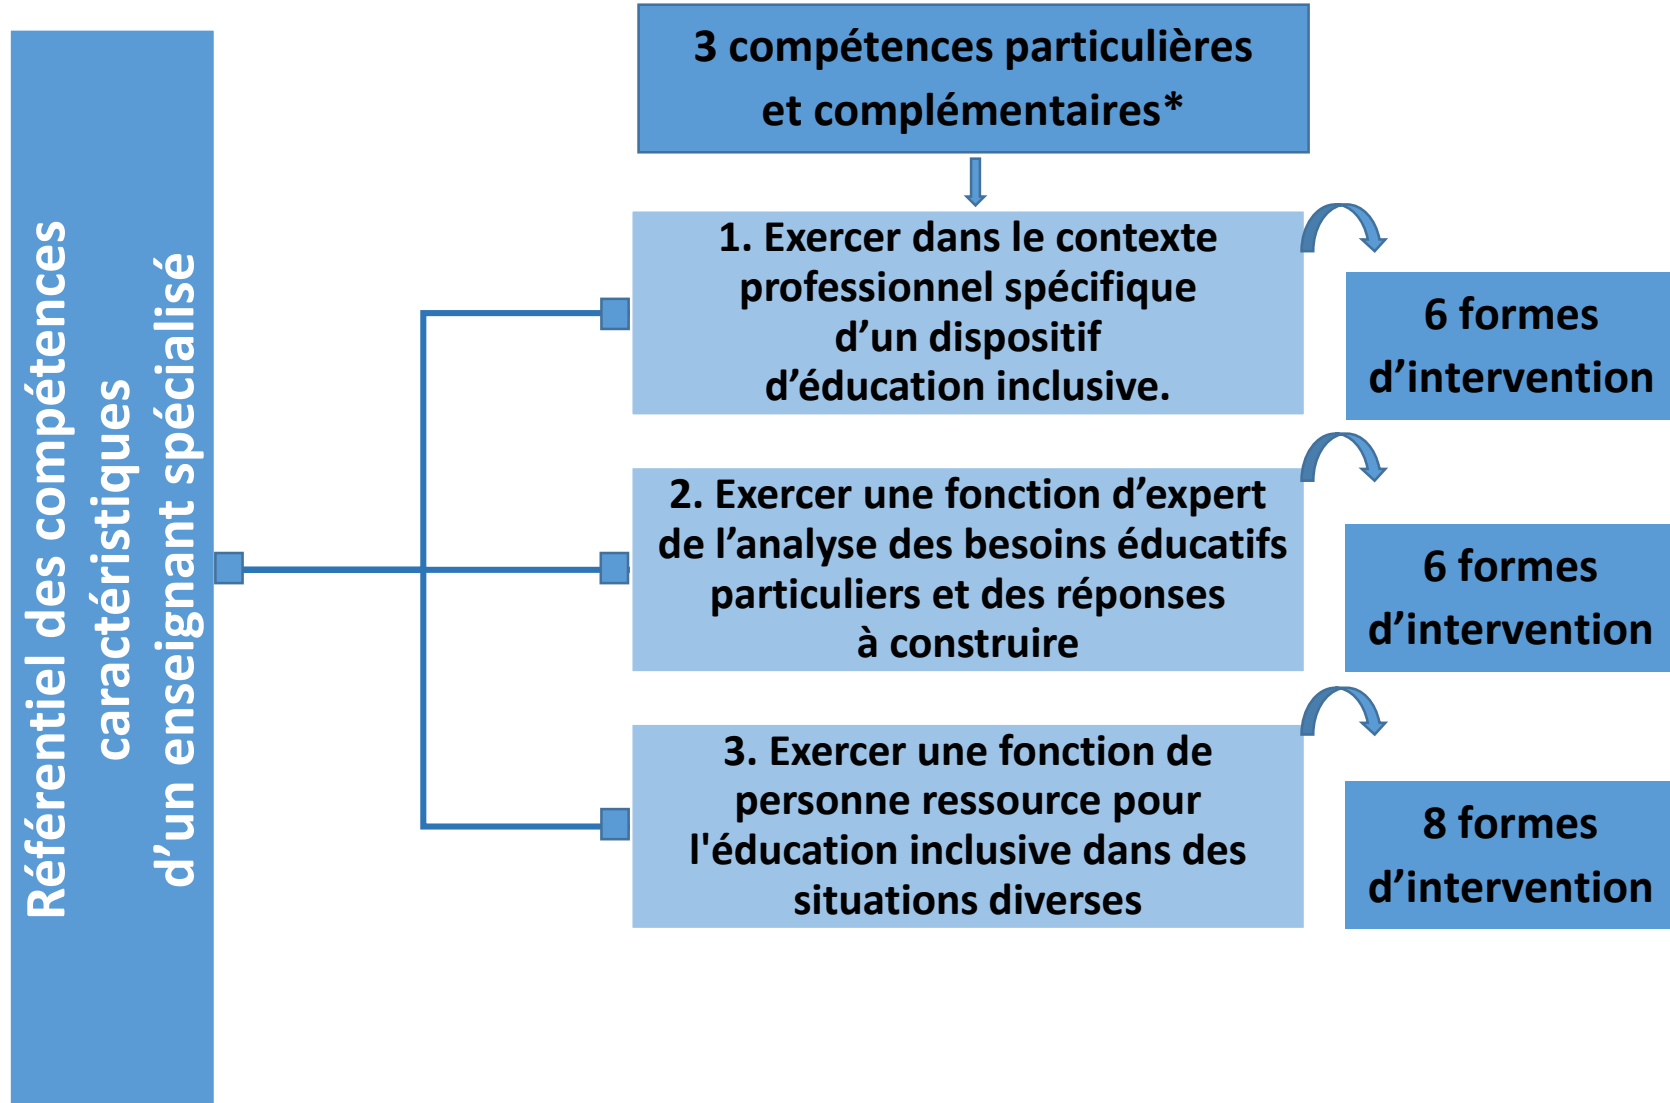 Référentiel des compétences
caractéristiques
d’un enseignant spécialisé
3 compétences particulières
et complémentaires*
1. Exercer dans le contexte
professionnel spécifique
d’un dispositif
d’éducation inclusive.
6 formes
d’intervention
2. Exercer une fonction d’expert
de l’analyse des besoins éducatifs
particuliers et des réponses
à construire
6 formes
d’intervention
3. Exercer une fonction de
personne ressource pour
l'éducation inclusive dans des
situations diverses
8 formes
d’intervention